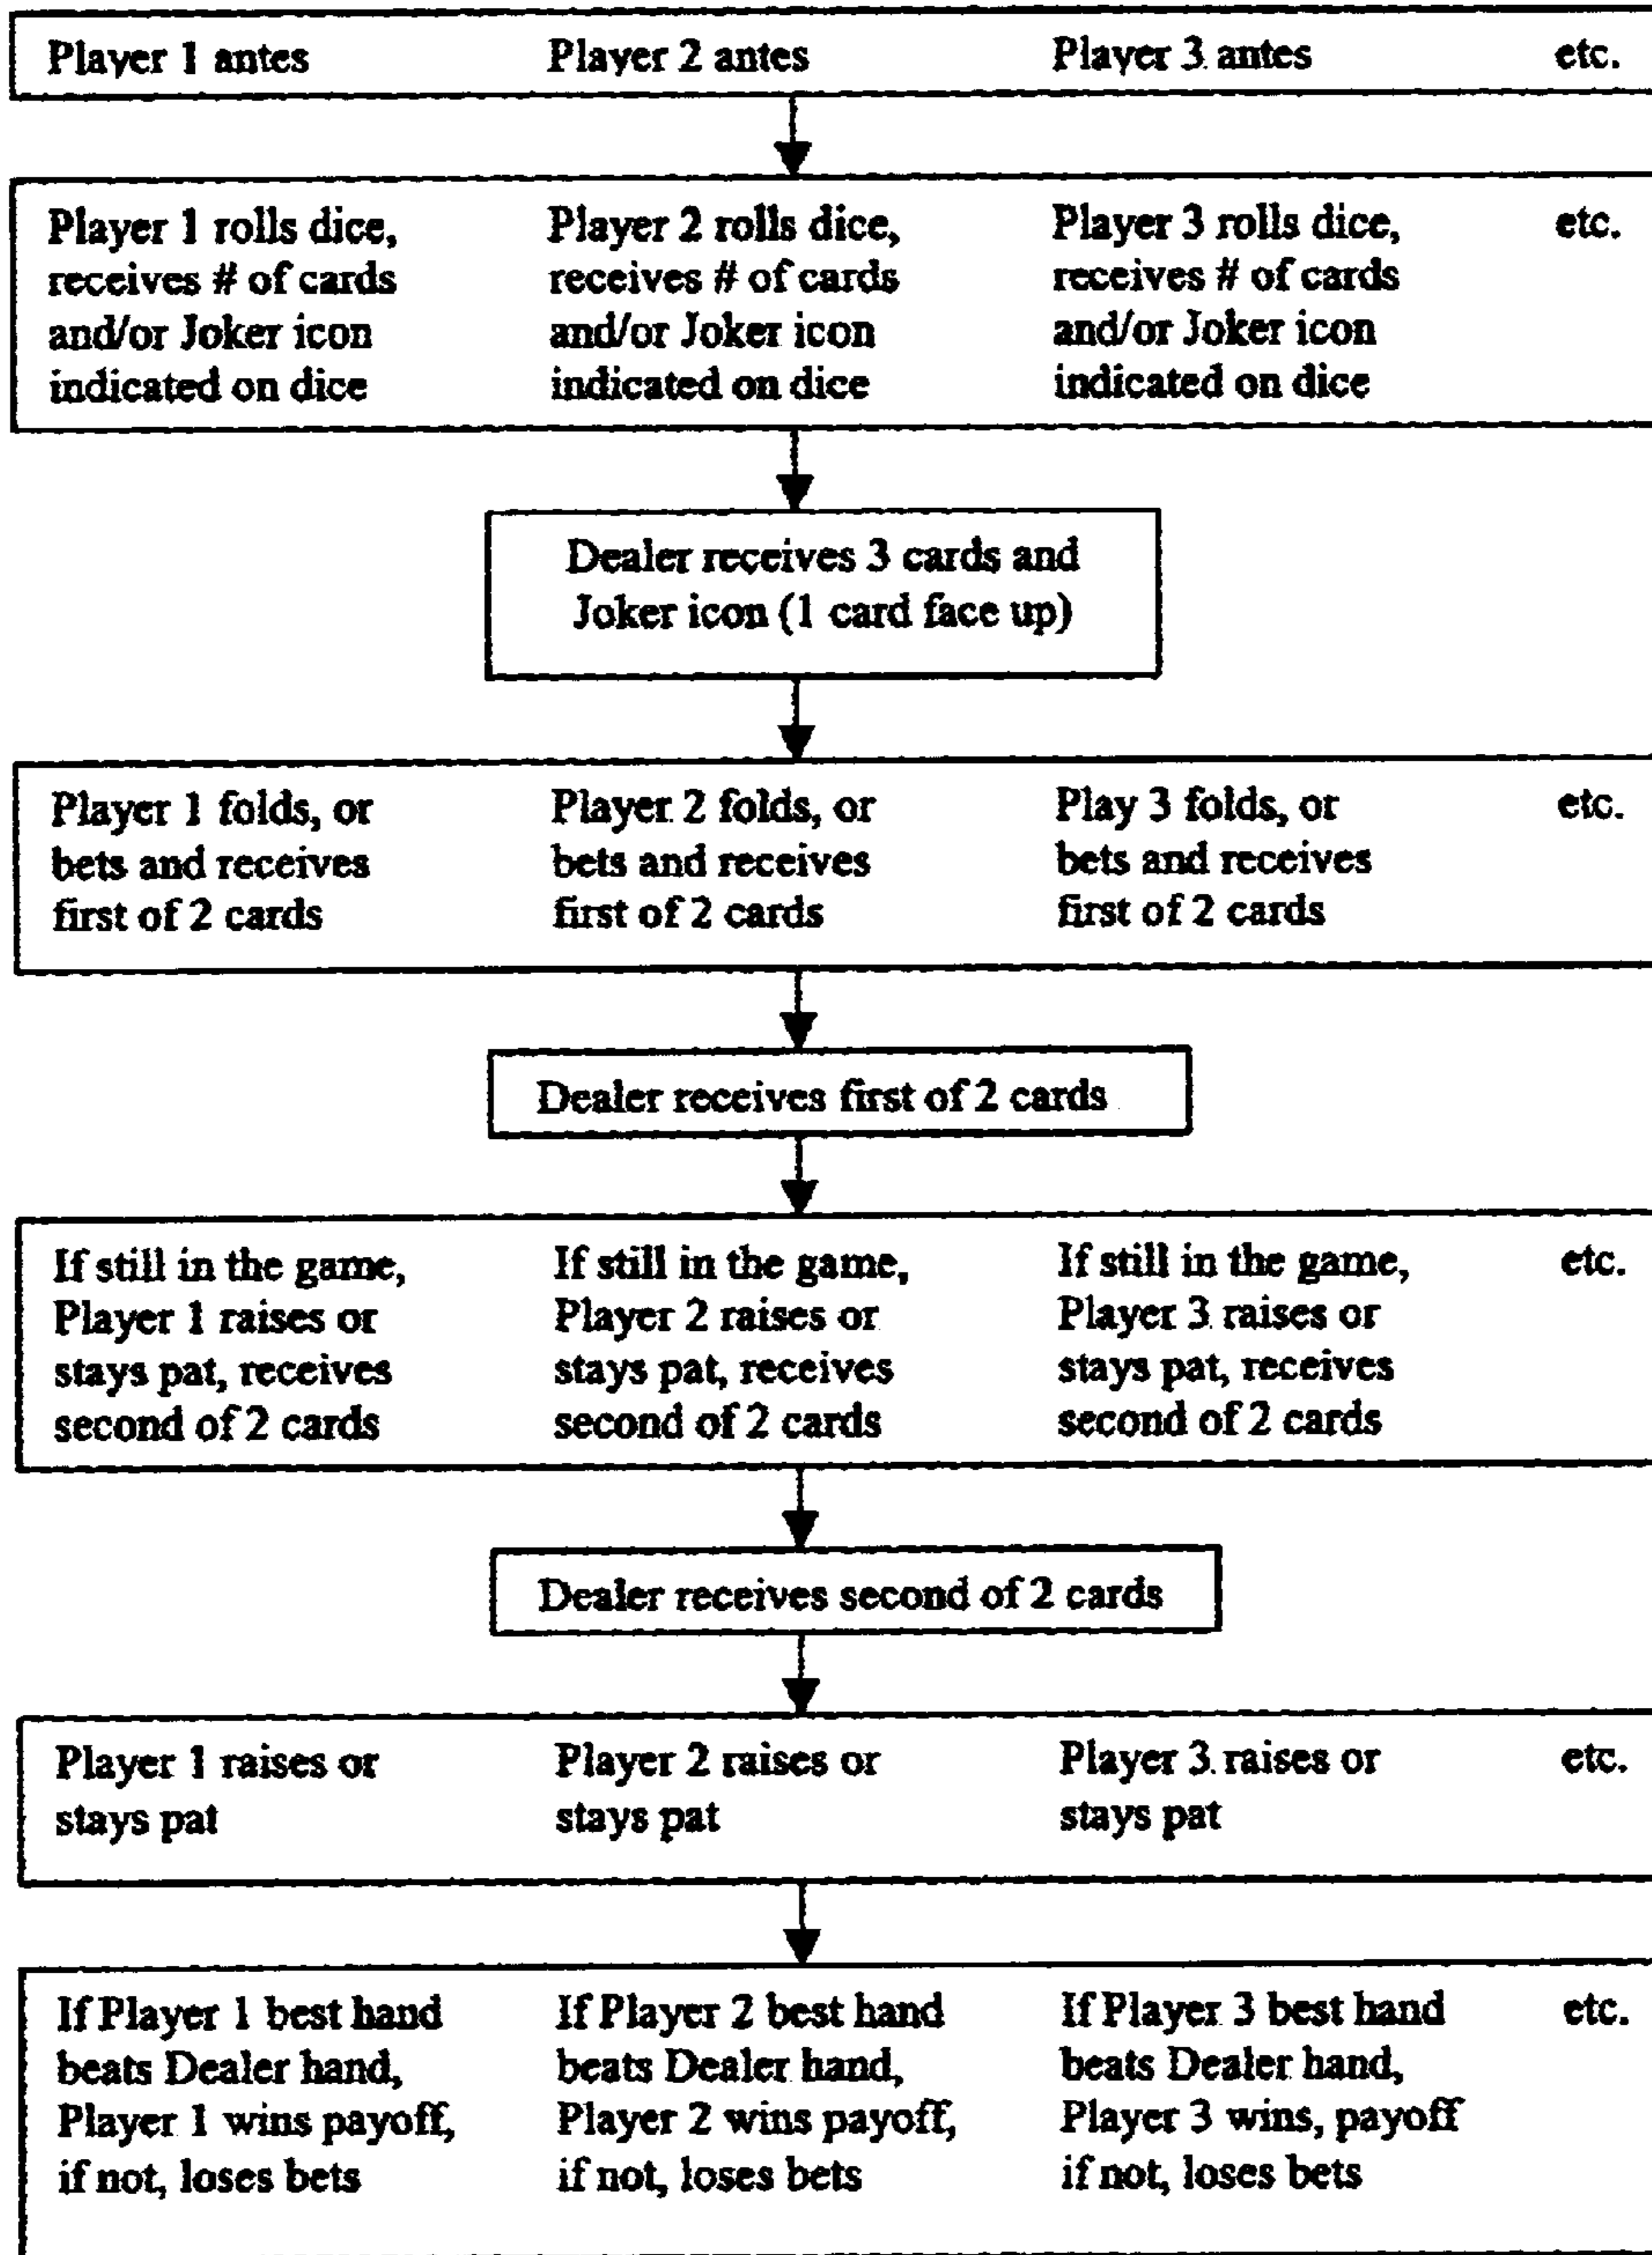 Player 1 antes Player 2 antes Player 3 antes etc.
Player 1 rolls dice,
receives # of cards
and/or Joker icon
indicated on dice
Player 2 rolls dice,
receives # of cards
and/or Joker icon
indicated on dice
Player 3 rolls dice,
receives # of cards
and/or Joker icon
indicated on dice
etc.
Dealer receives 3 cards and
Joker icon (1 card face up)
Player 1 folds, or
bets and receives
first of 2 cards
Player 2 folds, or
bets and receives
first of 2 cards
Play 3 folds, or
bets and receives
first of 2 cards
etc.
Dealer receives first of 2 cards
If still in the game,
Player 1 raises or
stays pat, receives
second of 2 cards
If still in the game,
Player 2 raises or
stays pat, receives
second of 2 cards
If still in the game,
Player 3 raises or
stays pat, receives
second of 2 cards
etc.
Dealer receives second of 2 cards
Player 1 raises or
stays pat
Player 2 raises or
stays pat
Player 3 raises or
stays pat
etc.
If Player 1 best hand
beats Dealer hand,
Player 1 wins payoff,
if not, loses bets
If Player 2 best hand
beats Dealer hand,
Player 2 wins payoff,
if not, loses bets
If Player 3 best hand
beats Dealer hand,
Player 3 wins, payoff
if not, loses bets
etc.